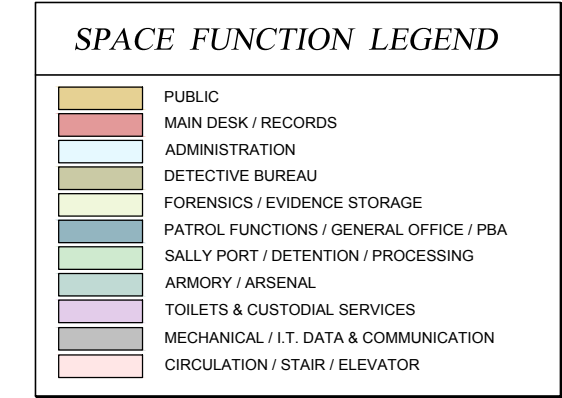 SPACE FUNCTION LEGEND
PUBLIC
MAIN DESK / RECORDS
ADMINISTRATION
DETECTIVE BUREAU
FORENSICS / EVIDENCE STORAGE
PATROL FUNCTIONS / GENERAL OFFICE / PBA
SALLY PORT / DETENTION / PROCESSING
ARMORY / ARSENAL
TOILETS & CUSTODIAL SERVICES
MECHANICAL / I.T. DATA & COMMUNICATION
CIRCULATION / STAIR / ELEVATOR